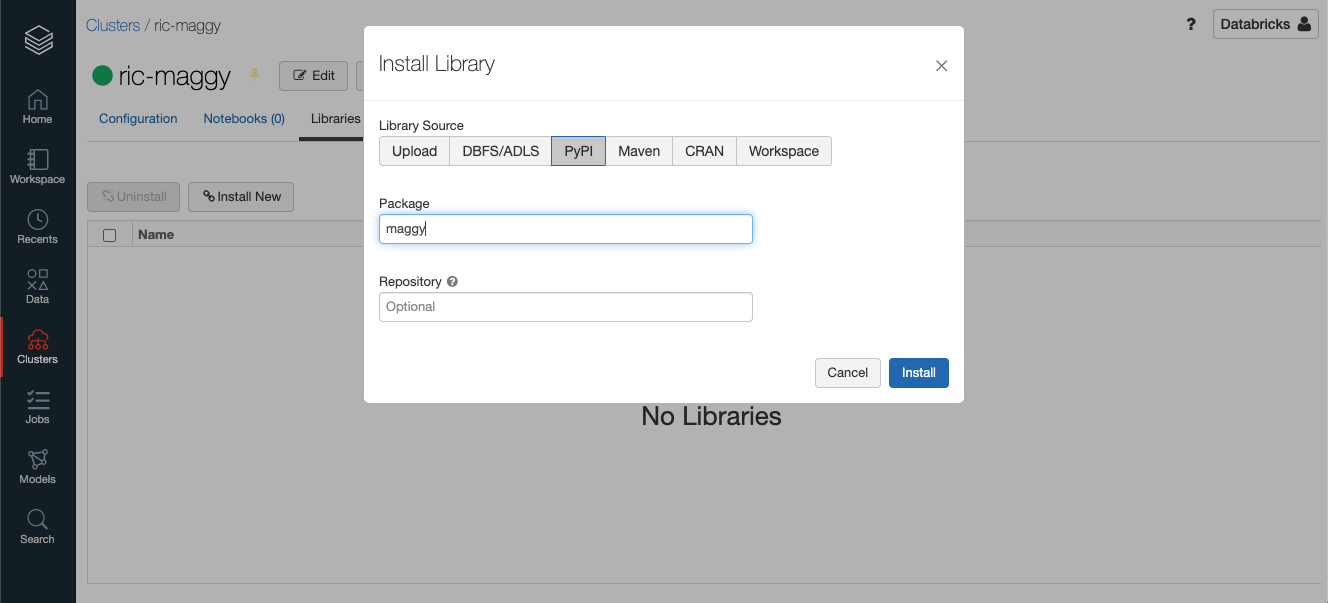 Clusters / ric-maggy
? Databricks
ric-maggy Edit
Configuration Notebooks (0) Libraries
Uninstall Install New
Name
No Libraries
Home
Workspace
Recents
Data
Clusters
Jobs
Models
Search
Install Library ×
Library Source
Upload DBFS/ADLS PyPI Maven CRAN Workspace
Package
maggy
Repository ?
Optional
Cancel Install